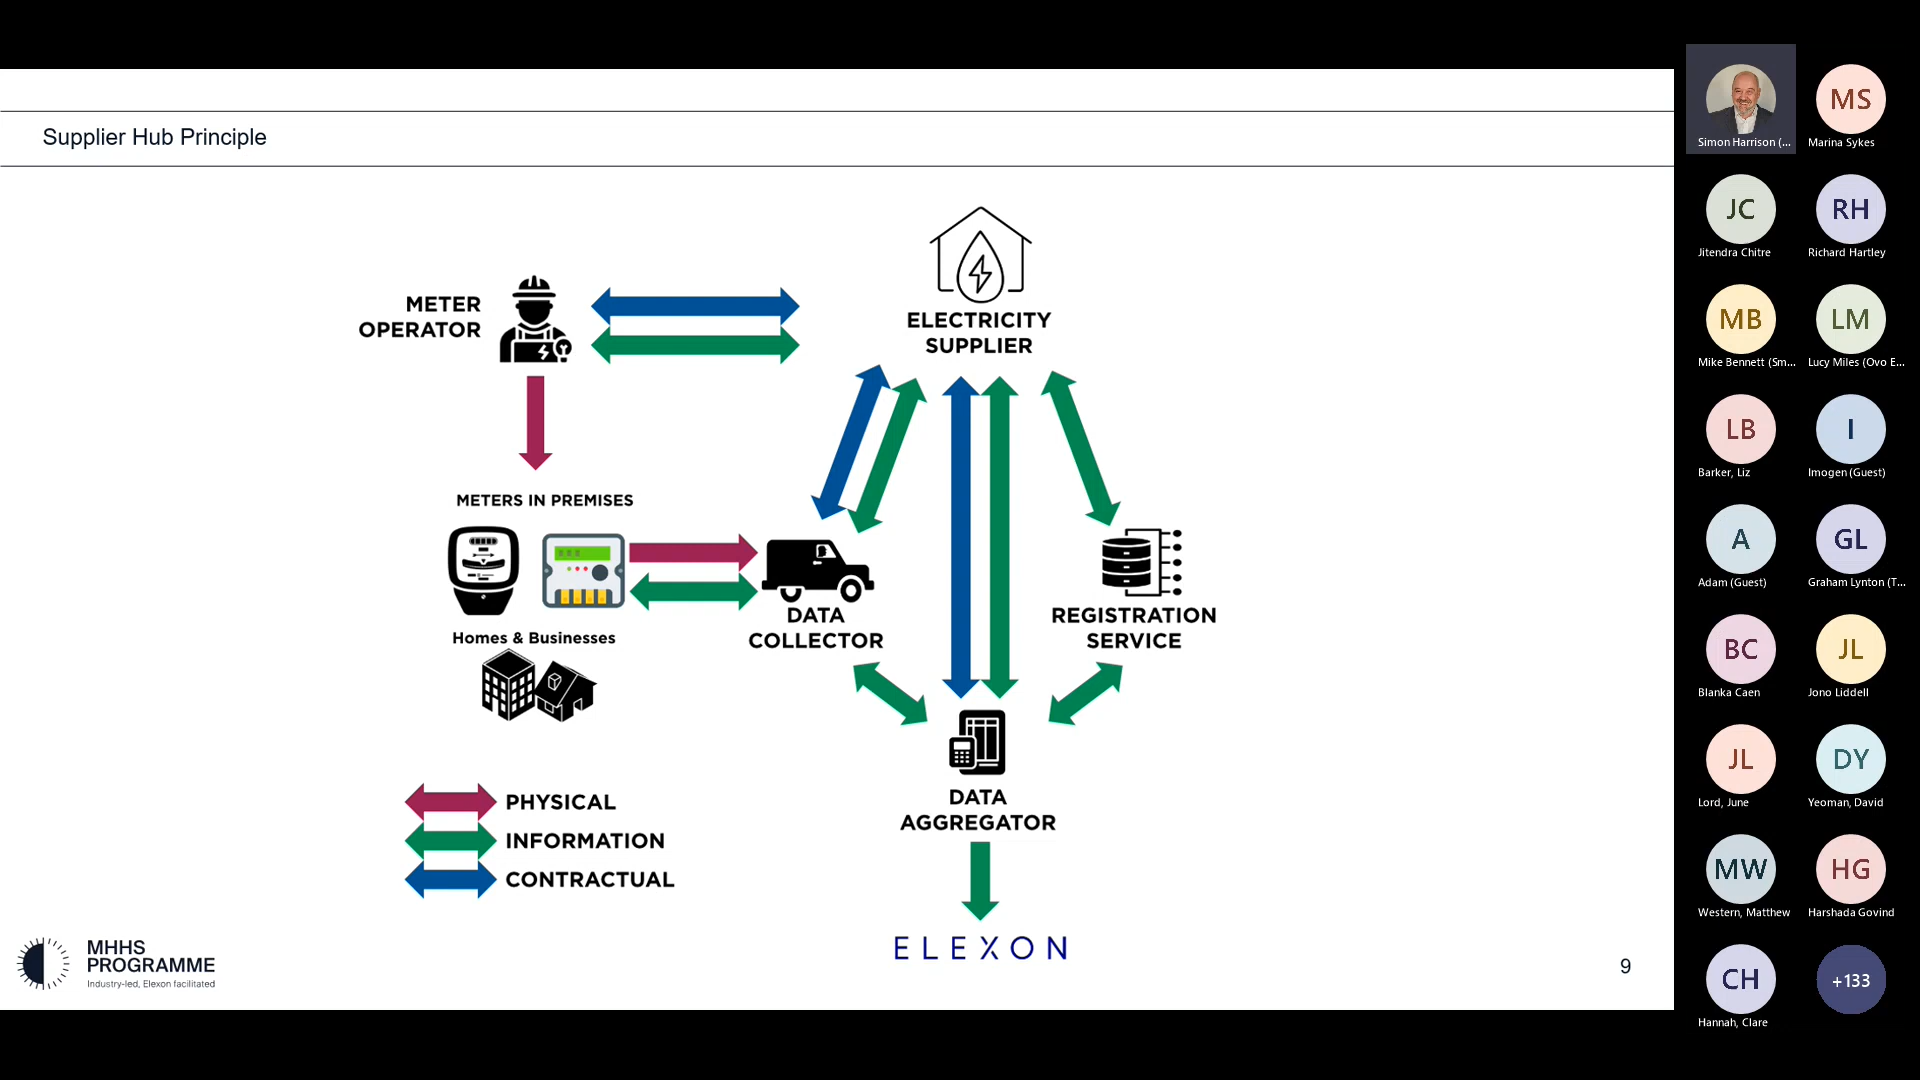 Supplier Hub Principle
METER
OPERATOR
ELECTRICITY
SUPPLIER
METERS IN PREMISES
Homes & Businesses
DATA
COLLECTOR
REGISTRATION
SERVICE
DATA
AGGREGATOR
PHYSICAL
INFORMATION
CONTRACTUAL
ELEXON
MHHS
PROGRAMME
Industry-led, Elexon facilitated
9
Simon Harrison (...
MS
Marina Sykes
JC
Jitendra Chitre
RH
Richard Hartley
MB
Mike Bennett (Sm...
LM
Lucy Miles (Ovo E...
LB
Barker, Liz
I
Imogen (Guest)
A
Adam (Guest)
GL
Graham Lynton (T...
BC
Blanka Caen
JL
Jono Liddell
JL
Lord, June
DY
Yeoman, David
MW
Western, Matthew
HG
Harshada Govind
CH
Hannah, Clare
+133